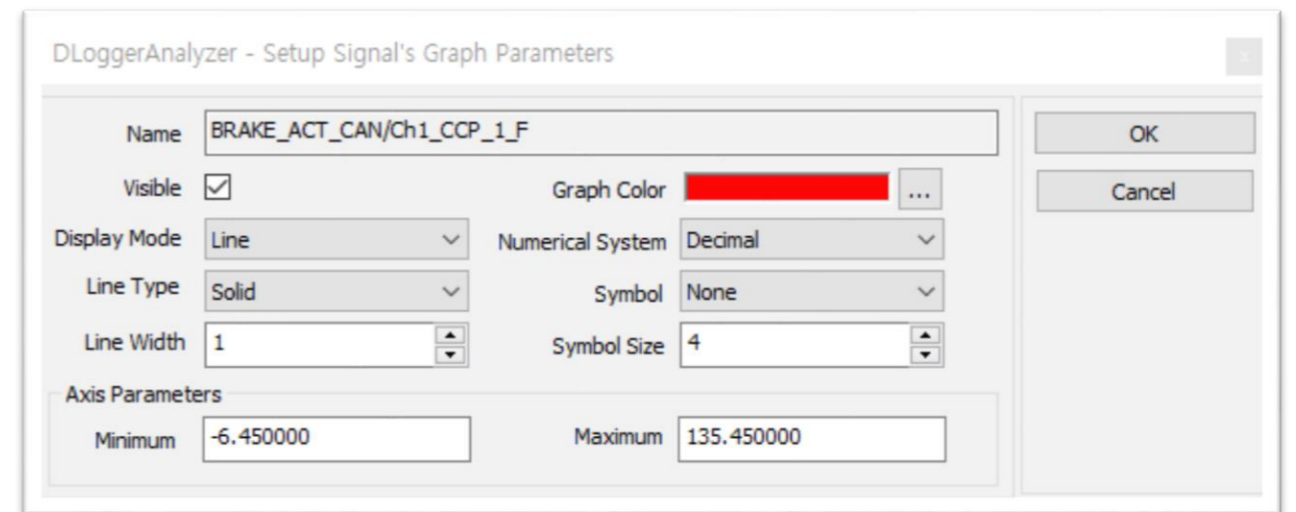 DLoggerAnalyzer - Setup Signal's Graph Parameters
x
Name BRAKE_ACT_CAN/Ch1_CCP_1_F
OK
Visible Graph Color ...
Cancel
Display Mode Line Numerical System Decimal
Line Type Solid Symbol None
Line Width 1 Symbol Size 4
Axis Parameters
Minimum -6.450000 Maximum 135.450000